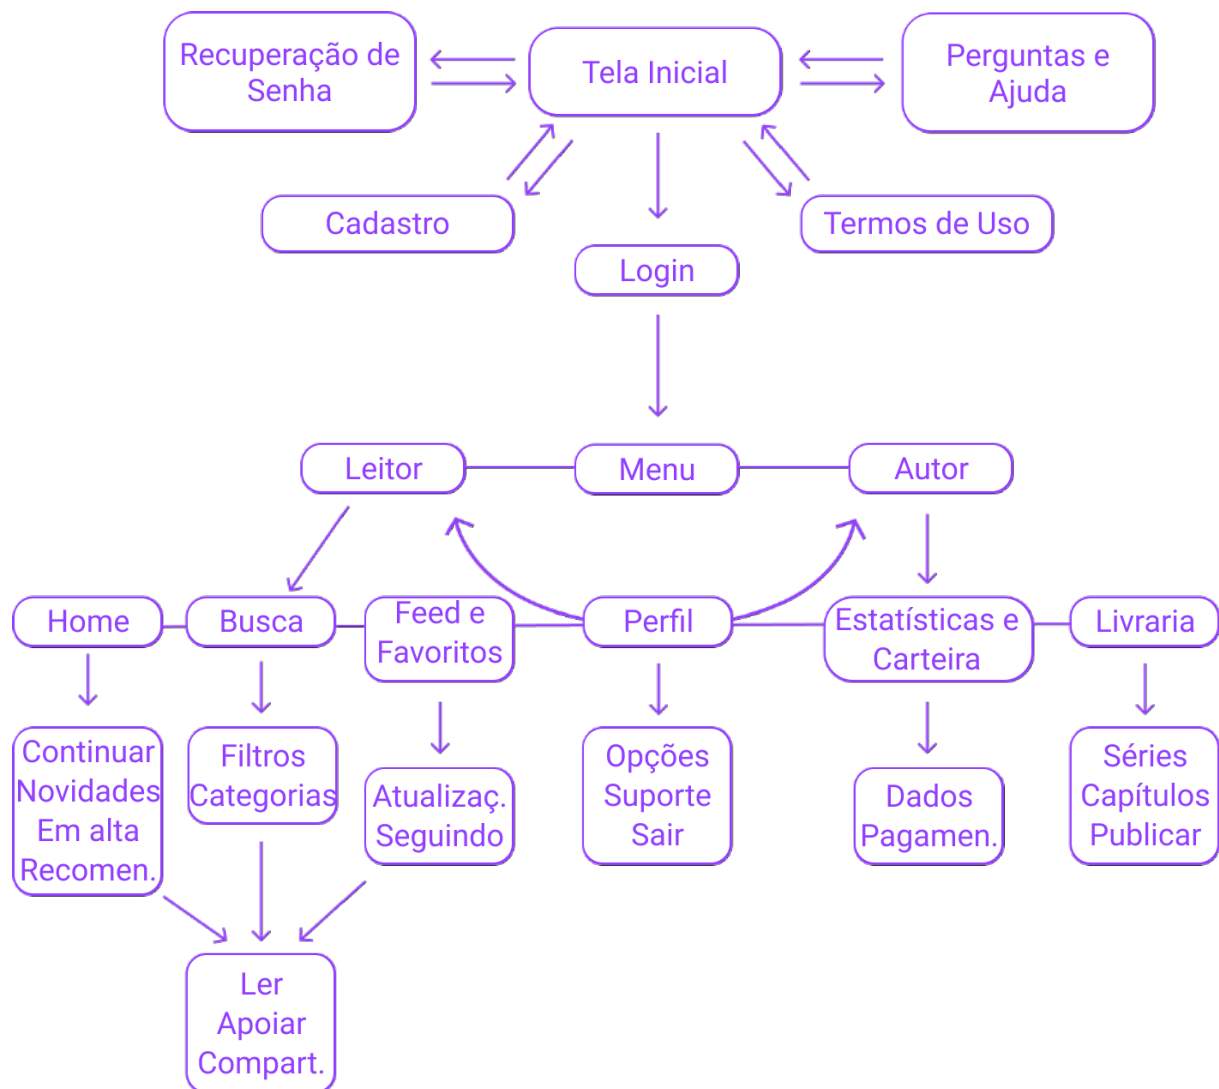 Recuperação de
Senha
Tela Inicial
Perguntas e
Ajuda
Cadastro
Termos de Uso
Login
Leitor
Menu
Autor
Home
Busca
Feed e
Favoritos
Perfil
Estatísticas e
Carteira
Livraria
Continuar
Novidades
Em alta
Recomen.
Filtros
Categorias
Atualizaç.
Seguindo
Opções
Suporte
Sair
Dados
Pagamen.
Séries
Capítulos
Publicar
Ler
Apoiar
Compart.